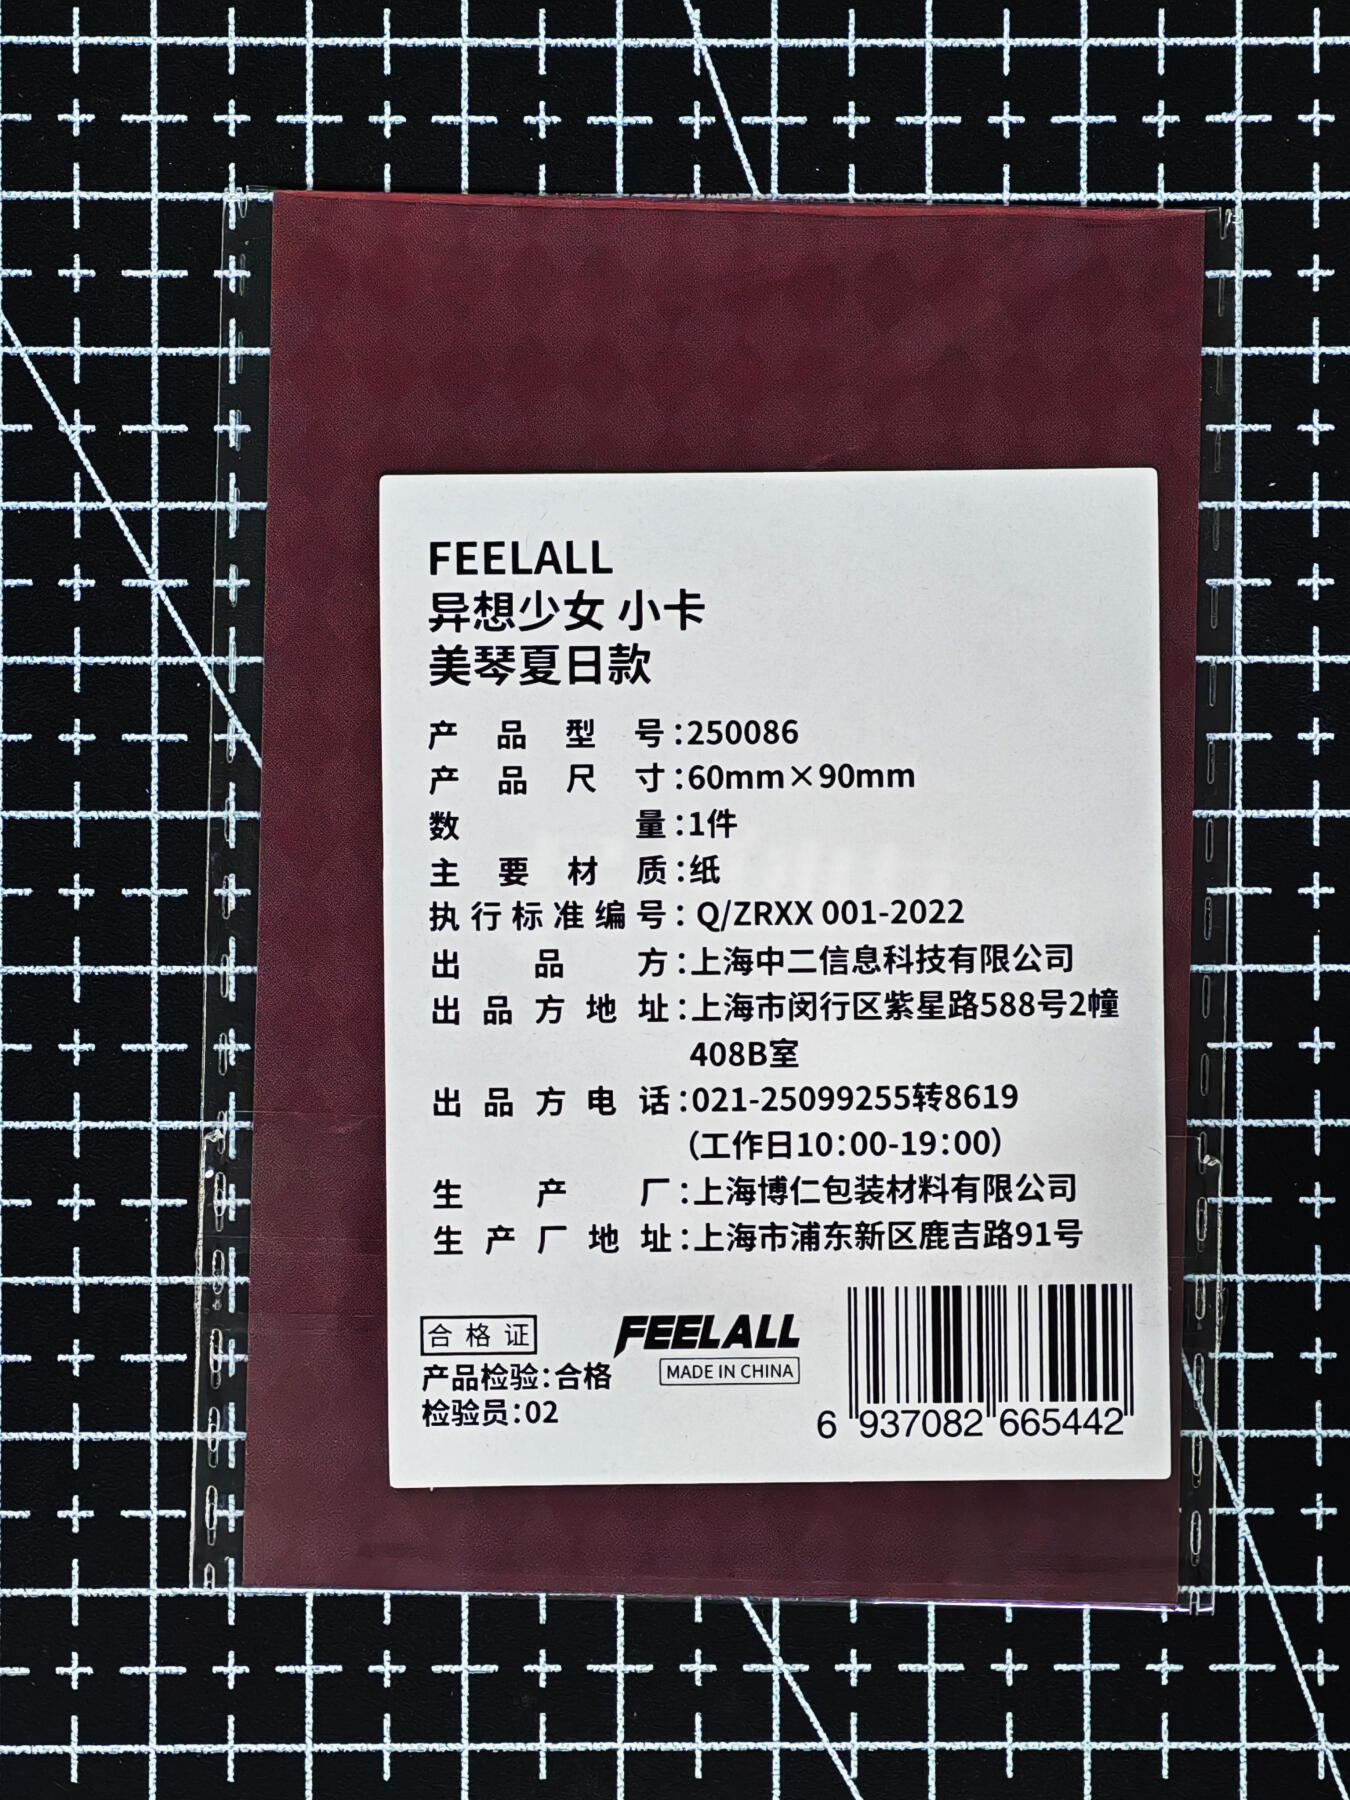 FEELALL
异想少女 小卡
美琴夏日款
产品型号:250086
产品尺寸:60mm×90mm
数量:1件
主要材质:纸
执行标准编号: Q/ZRXX 001-2022
出品方:上海中二信息科技有限公司
出品方地址:上海市闵行区紫星路588号2幢
408B室
出品方电话:021-25099255转8619
(工作日10:00-19:00)
生产厂:上海博仁包装材料有限公司
生产厂地址:上海市浦东新区鹿吉路91号
合格证
产品检验:合格
检验员:02
FEELALL
MADE IN CHINA
6 937082 665442